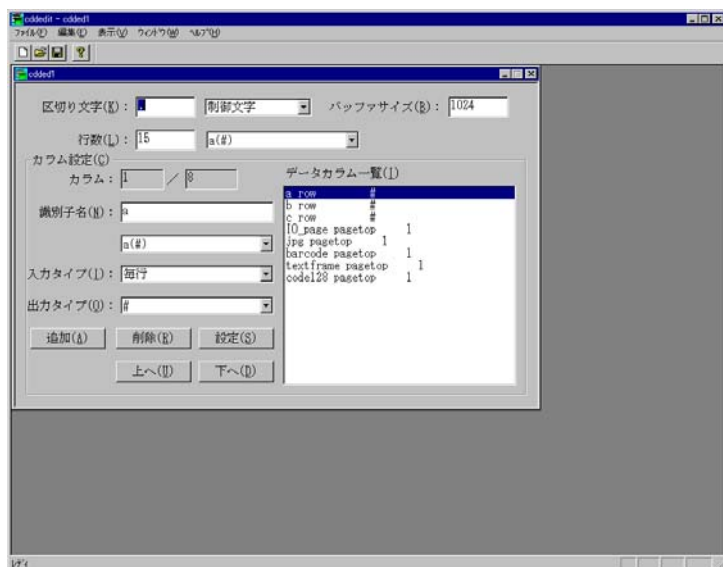 cddedit - cdded1
ファイル(F) 編集(E) 表示(V) ウィンドウ(W) ヘルプ(H)
cdded1
区切り文字(K): , 制御文字 バッファサイズ(B): 1024
行数(L): 15 a(#)
カラム設定(C)
カラム: 1 / 8
データカラム一覧(I)
a row #
b row #
c row #
IO_page pagetop 1
jpg pagetop 1
barcode pagetop 1
textframe pagetop 1
code128 pagetop 1
識別子名(N): a
a(#)
入力タイプ(I): 毎行
出力タイプ(O): #
追加(A) 削除(R) 設定(S)
上へ(U) 下へ(D)
レディ